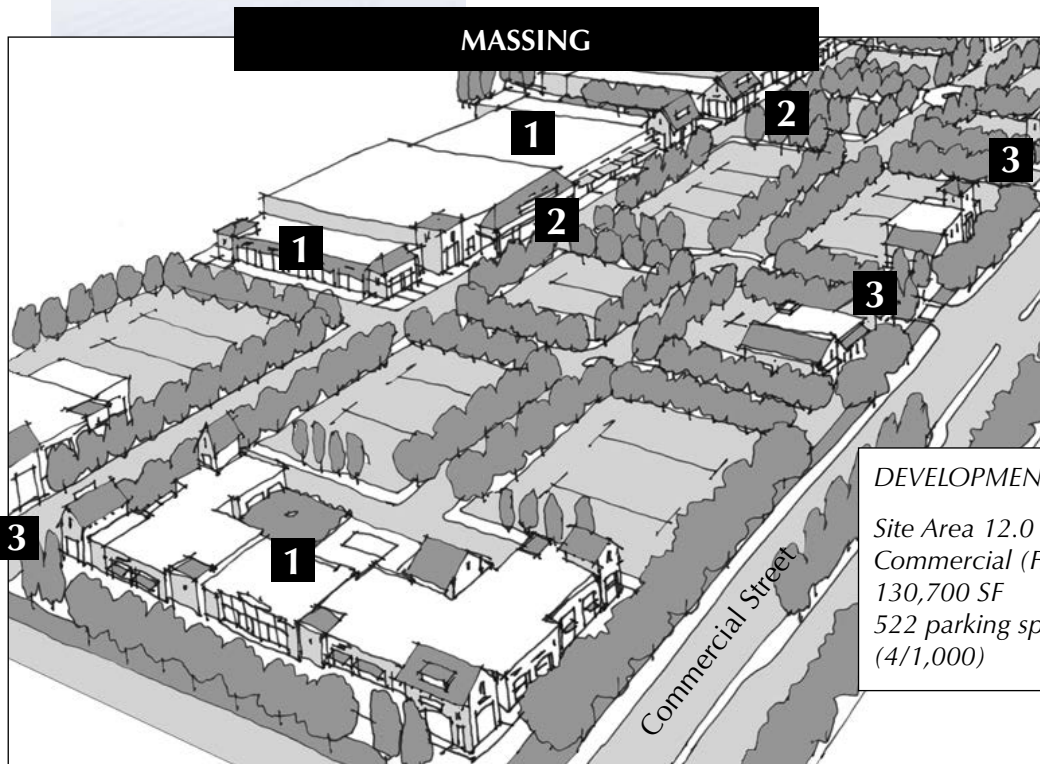 MASSING
1
2
3
2
1
3
3
1
Commercial Street
DEVELOPMEN
Site Area 12.0
Commercial (F
130,700 SF
522 parking sp
(4/1,000)